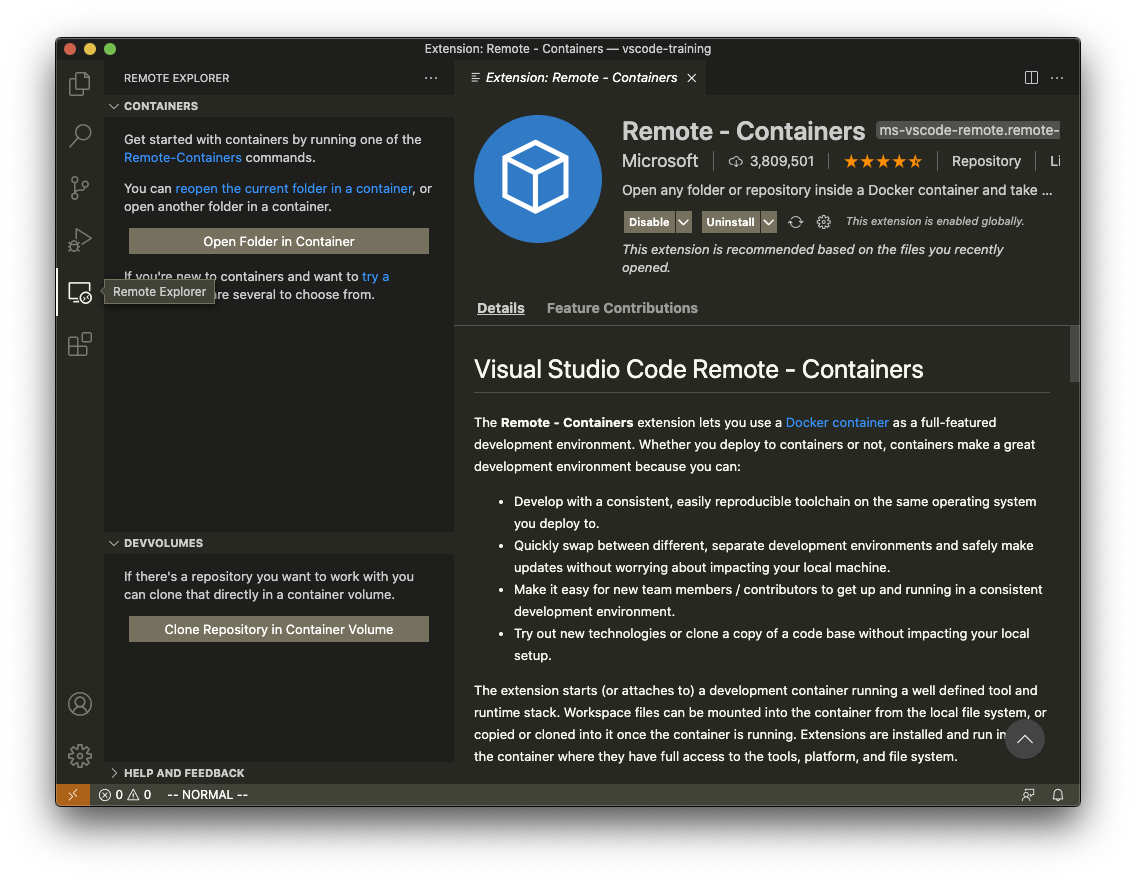 Extension: Remote - Containers — vscode-training
REMOTE EXPLORER
CONTAINERS
Get started with containers by running one of the
Remote-Containers commands.
You can reopen the current folder in a container, or
open another folder in a container.
Open Folder in Container
If you're new to containers and want to try a
are several to choose from.
Remote Explorer
DEVVOLUMES
If there's a repository you want to work with you
can clone that directly in a container volume.
Clone Repository in Container Volume
HELP AND FEEDBACK
Extension: Remote - Containers
Remote - Containers ms-vscode-remote.remote-
Microsoft 3,809,501 Repository Li
Open any folder or repository inside a Docker container and take ...
Disable Uninstall This extension is enabled globally.
This extension is recommended based on the files you recently
opened.
Details Feature Contributions
Visual Studio Code Remote - Containers
The Remote - Containers extension lets you use a Docker container as a full-featured
development environment. Whether you deploy to containers or not, containers make a great
development environment because you can:
• Develop with a consistent, easily reproducible toolchain on the same operating system
you deploy to.
• Quickly swap between different, separate development environments and safely make
updates without worrying about impacting your local machine.
• Make it easy for new team members / contributors to get up and running in a consistent
development environment.
• Try out new technologies or clone a copy of a code base without impacting your local
setup.
The extension starts (or attaches to) a development container running a well defined tool and
runtime stack. Workspace files can be mounted into the container from the local file system, or
copied or cloned into it once the container is running. Extensions are installed and run in
the container where they have full access to the tools, platform, and file system.
0 0 -- NORMAL --